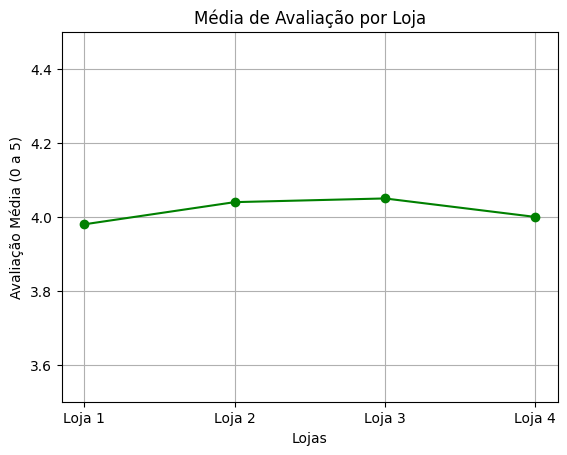 Média de Avaliação por Loja
Avaliação Média (0 a 5)
4.4
4.2
4.0
3.8
3.6
Loja 1
Loja 2
Loja 3
Loja 4
Lojas